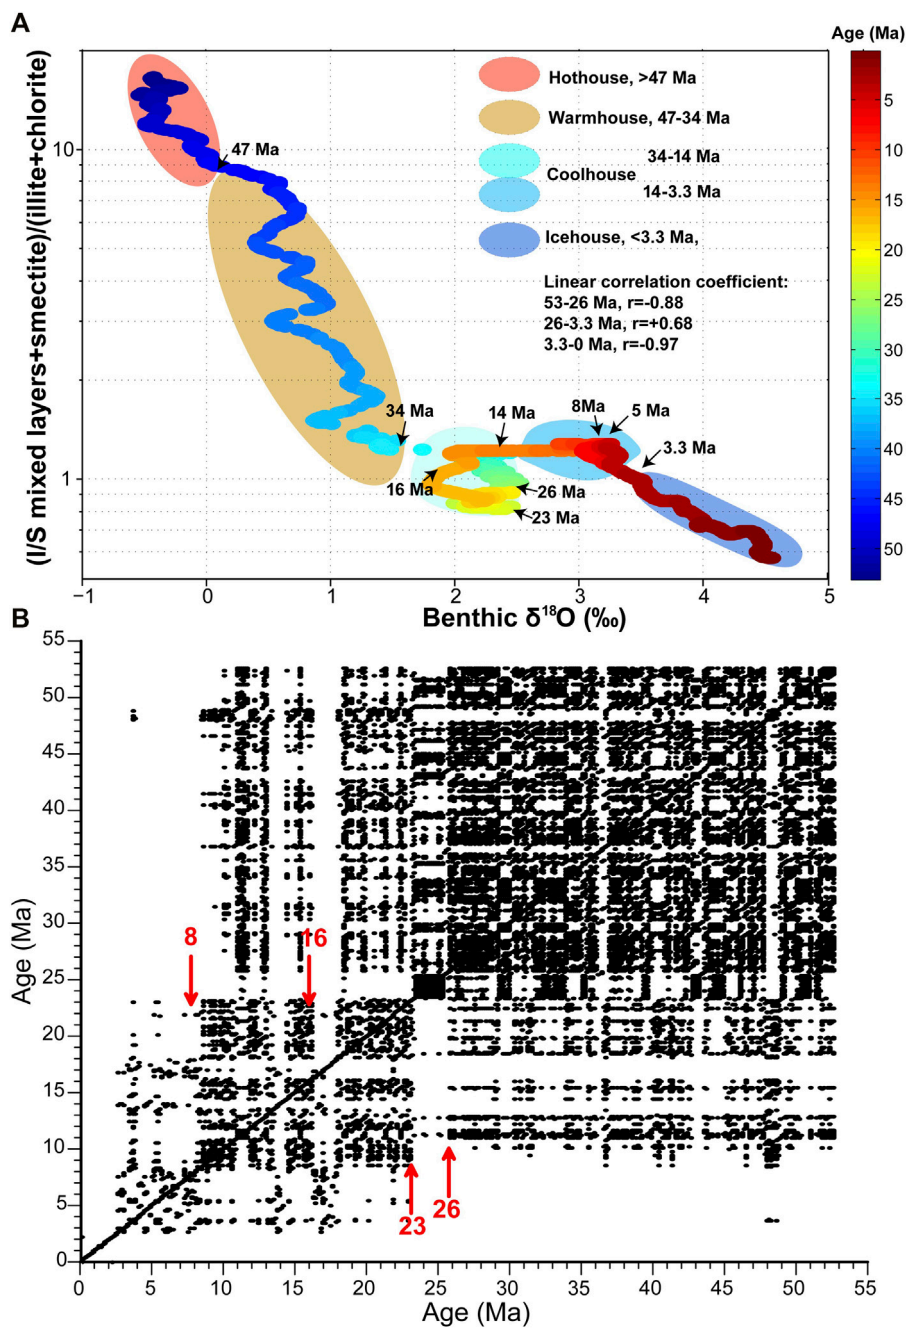 A
Age (Ma)
Hothouse, >47 Ma
Warmhouse, 47-34 Ma
34-14 Ma
Coolhouse
14-3.3 Ma
Icehouse, <3.3 Ma,
Linear correlation coefficient:
53-26 Ma, r=-0.88
26-3.3 Ma, r=+0.68
3.3-0 Ma, r=-0.97
47 Ma
34 Ma
14 Ma
8Ma
5 Ma
3.3 Ma
16 Ma
26 Ma
23 Ma
(I/S mixed layers+smectite)/(illite+chlorite)
10
1
5
10
15
20
25
30
35
40
45
50
−1
0
1
2
3
4
5
Benthic δ¹⁸O (‰)
B
55
50
45
40
35
30
25
20
15
10
5
0
Age (Ma)
8
16
23
26
0
5
10
15
20
25
30
35
40
45
50
55
Age (Ma)